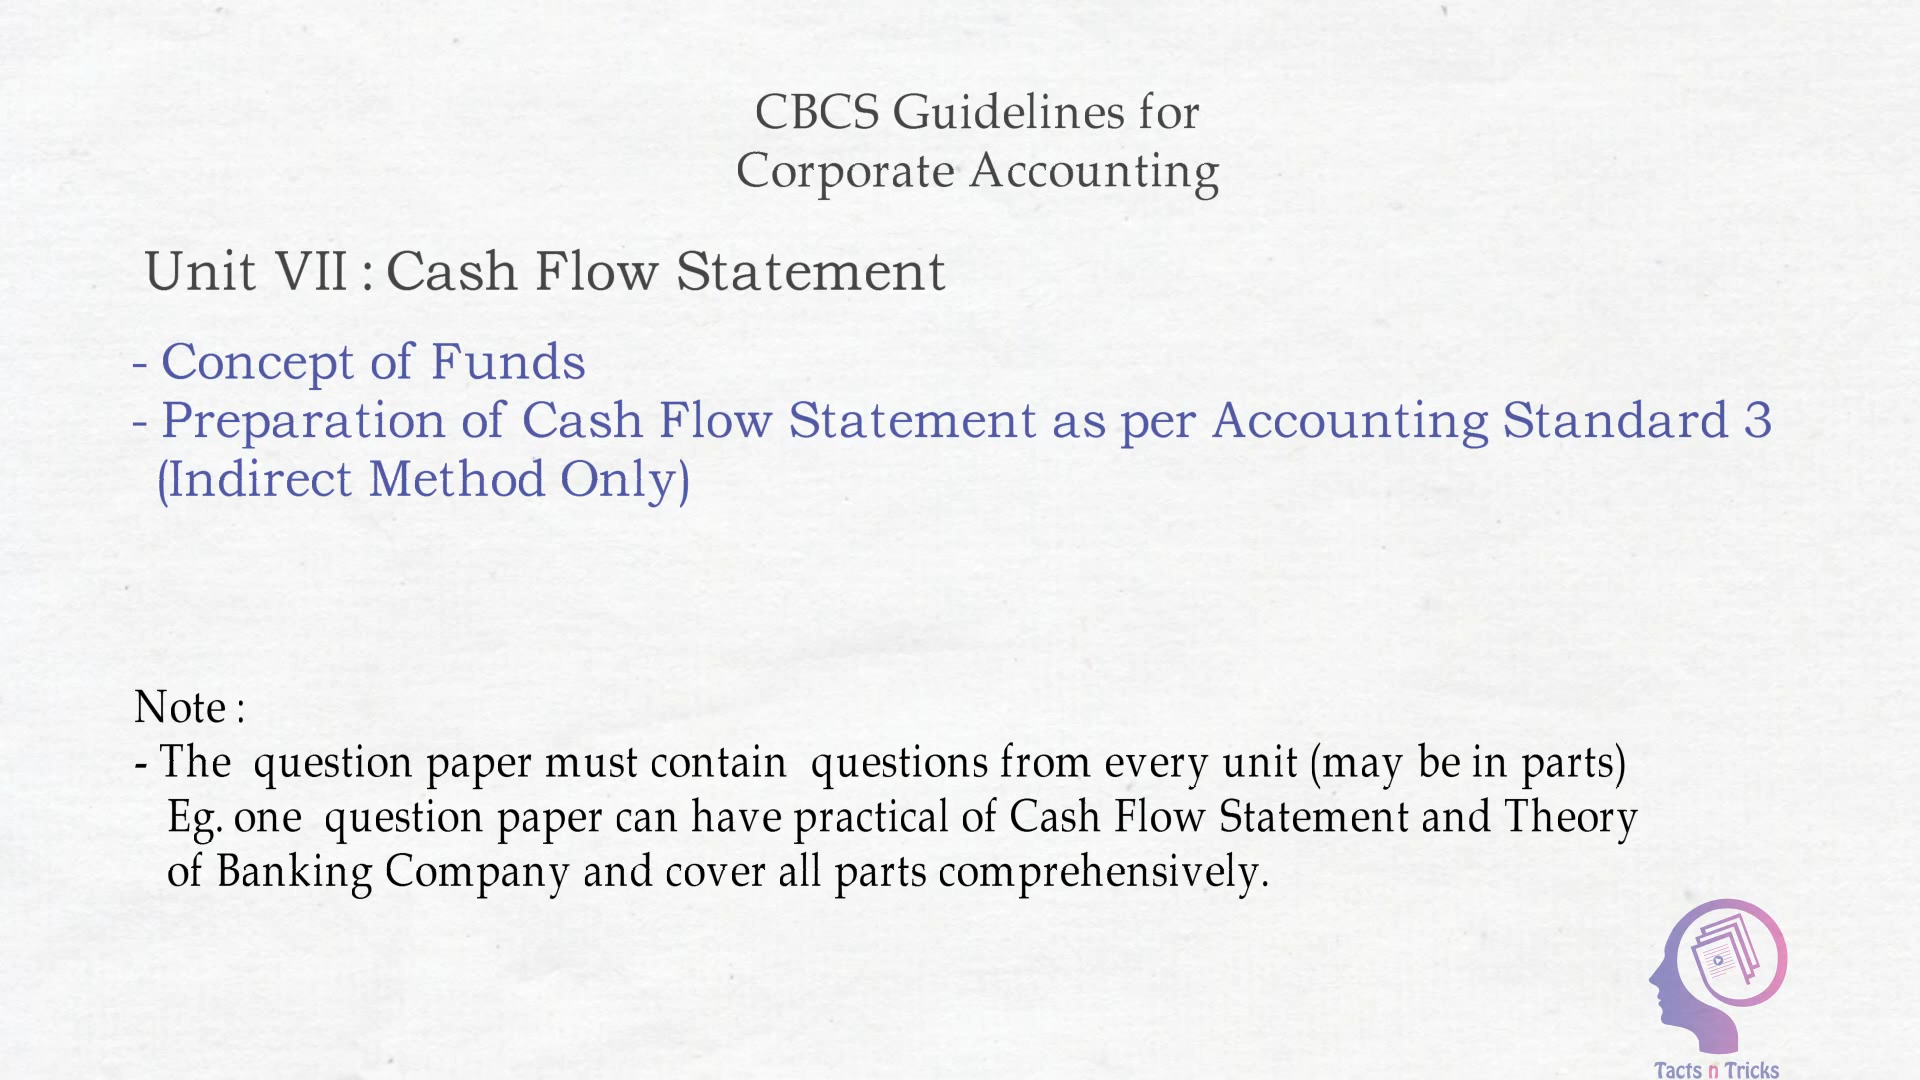 CBCS Guidelines for
Corporate Accounting
Unit VII : Cash Flow Statement
- Concept of Funds
- Preparation of Cash Flow Statement as per Accounting Standard 3
(Indirect Method Only)
Note :
- The question paper must contain questions from every unit (may be in parts)
Eg. one question paper can have practical of Cash Flow Statement and Theory
of Banking Company and cover all parts comprehensively.
Tacts n Tricks